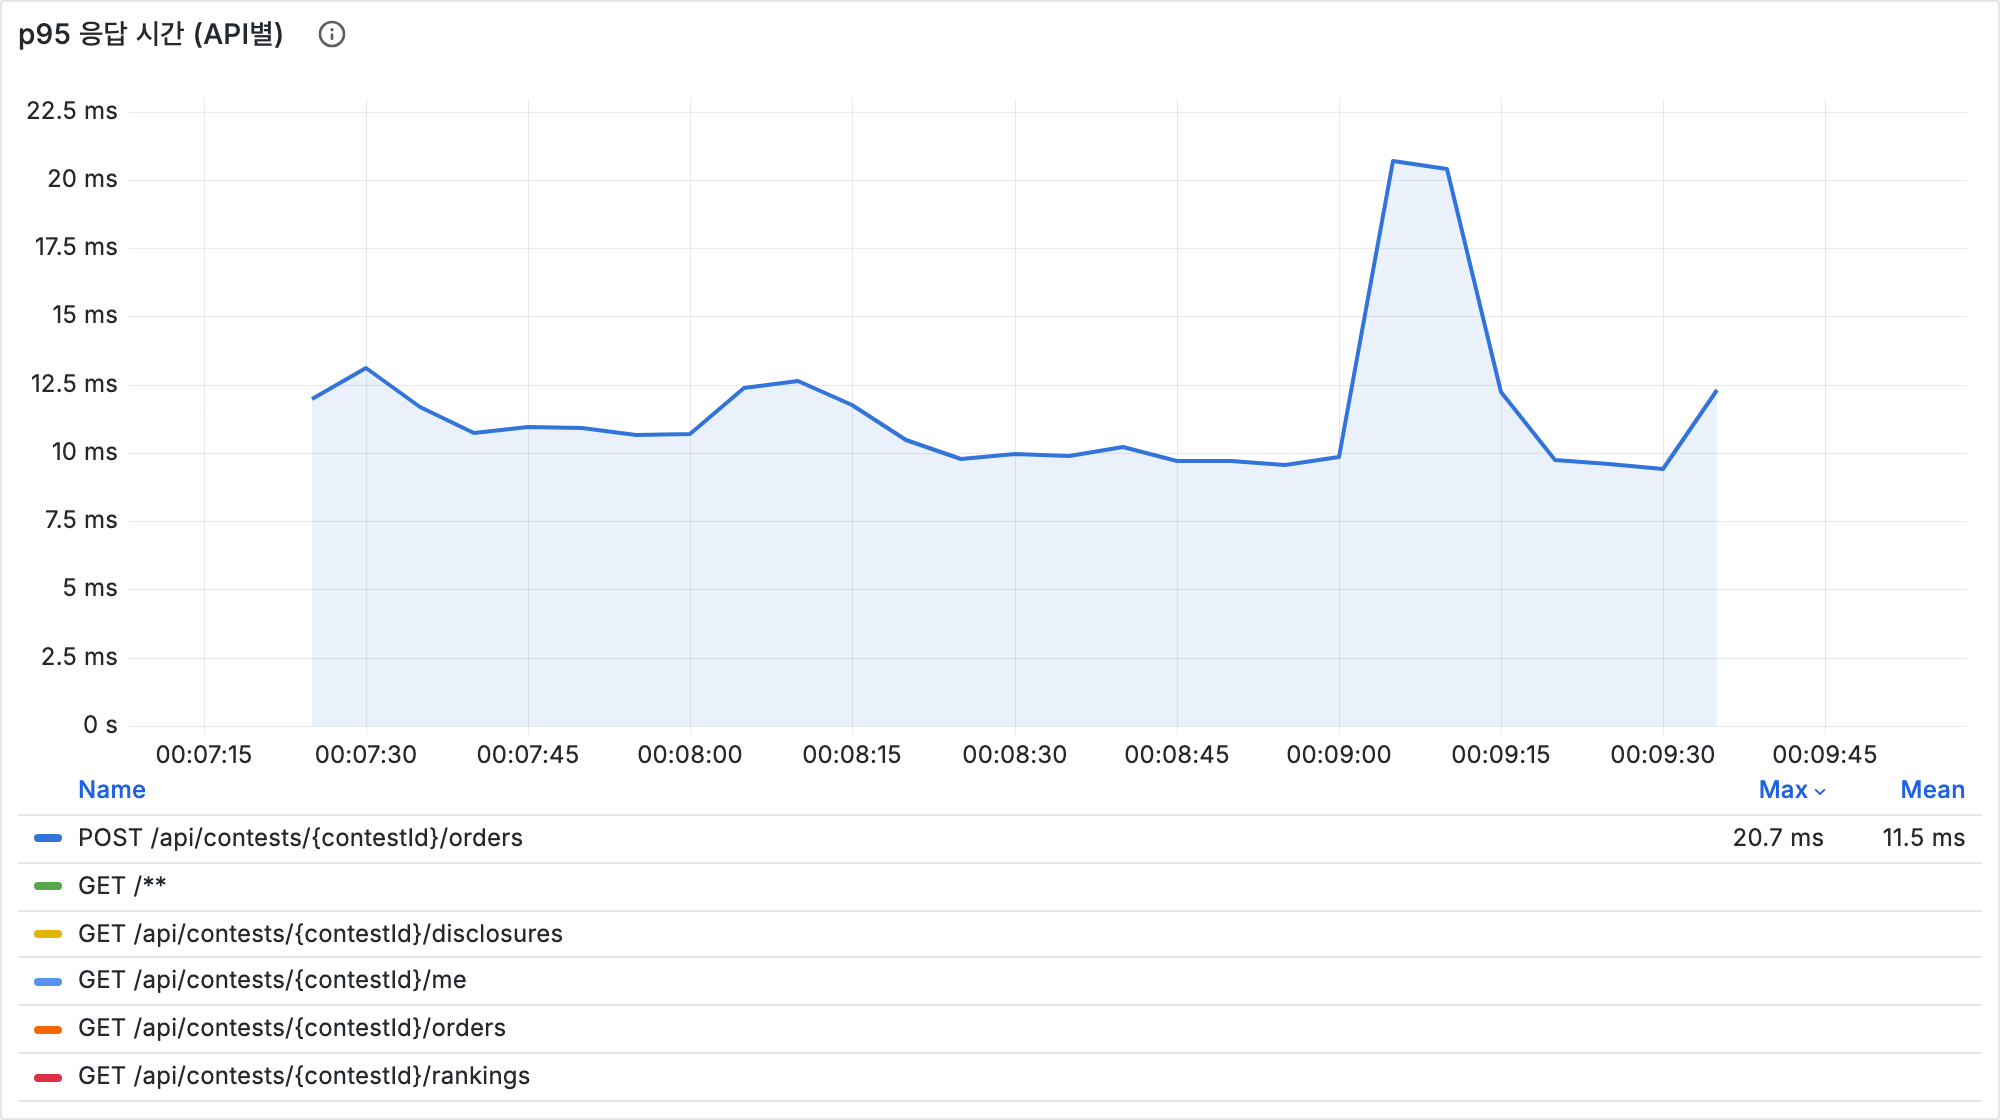 p95 응답 시간 (API별)
22.5 ms
20 ms
17.5 ms
15 ms
12.5 ms
10 ms
7.5 ms
5 ms
2.5 ms
0 s
00:07:15 00:07:30 00:07:45 00:08:00 00:08:15 00:08:30 00:08:45 00:09:00 00:09:15 00:09:30 00:09:45
Name Max Mean
POST /api/contests/{contestId}/orders 20.7 ms 11.5 ms
GET /**
GET /api/contests/{contestId}/disclosures
GET /api/contests/{contestId}/me
GET /api/contests/{contestId}/orders
GET /api/contests/{contestId}/rankings